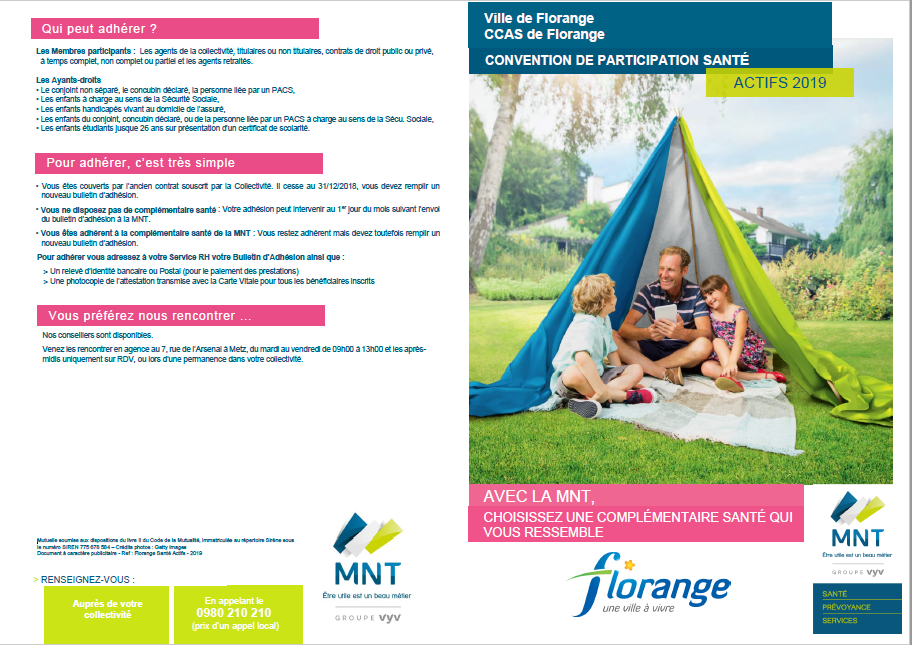 Qui peut adhérer ?
Les Membres participants : Les agents de la collectivité, titulaires ou non titulaires, contrats de droit public ou privé,
à temps complet, non complet ou partiel et les agents retraités.
Les Ayants-droits
• Le conjoint non séparé, le concubin déclaré, la personne liée par un PACS,
• Les enfants à charge au sens de la Sécurité Sociale,
• Les enfants handicapés vivant au domicile de l'assuré,
• Les enfants du conjoint, concubin déclaré, ou de la personne liée par un PACS à charge au sens de la Sécu. Sociale,
• Les enfants étudiants jusque 26 ans sur présentation d'un certificat de scolarité.
Pour adhérer, c'est très simple
• Vous êtes couverts par l'ancien contrat souscrit par la Collectivité. Il cesse au 31/12/2018, vous devez remplir un
nouveau bulletin d'adhésion.
• Vous ne disposez pas de complémentaire santé : Votre adhésion peut intervenir au 1er jour du mois suivant l'envoi
du bulletin d'adhésion à la MNT.
• Vous êtes adhérent à la complémentaire santé de la MNT : Vous restez adhérent mais devez toutefois remplir un
nouveau bulletin d'adhésion.
Pour adhérer vous adressez à votre Service RH votre Bulletin d'Adhésion ainsi que :
> Un relevé d'identité bancaire ou Postal (pour le paiement des prestations)
> Une photocopie de l'attestation transmise avec la Carte Vitale pour tous les bénéficiaires inscrits
Vous préférez nous rencontrer ...
Nos conseillers sont disponibles.
Venez les rencontrer en agence au 7, rue de l'Arsenal à Metz, du mardi au vendredi de 09h00 à 13h00 et les après-
midis uniquement sur RDV, ou lors d'une permanence dans votre collectivité.
Mutuelle soumise aux dispositions du livre II du Code de la Mutualité, immatriculée au répertoire Sirène sous
le numéro SIREN 775 678 584 – Crédits photos : Getty Images.
Document à caractère publicitaire - Ref : Florange Santé Actifs - 2019
> RENSEIGNEZ-VOUS :
Auprès de votre
collectivité
En appelant le
0980 210 210
(prix d'un appel local)
MNT
Être utile est un beau métier
GROUPE vyv
Ville de Florange
CCAS de Florange
CONVENTION DE PARTICIPATION SANTÉ
ACTIFS 2019
AVEC LA MNT,
CHOISISSEZ UNE COMPLÉMENTAIRE SANTÉ QUI
VOUS RESSEMBLE
florange
une ville à vivre
MNT
Être utile est un beau métier
GROUPE vyv
SANTÉ
PRÉVOYANCE
SERVICES